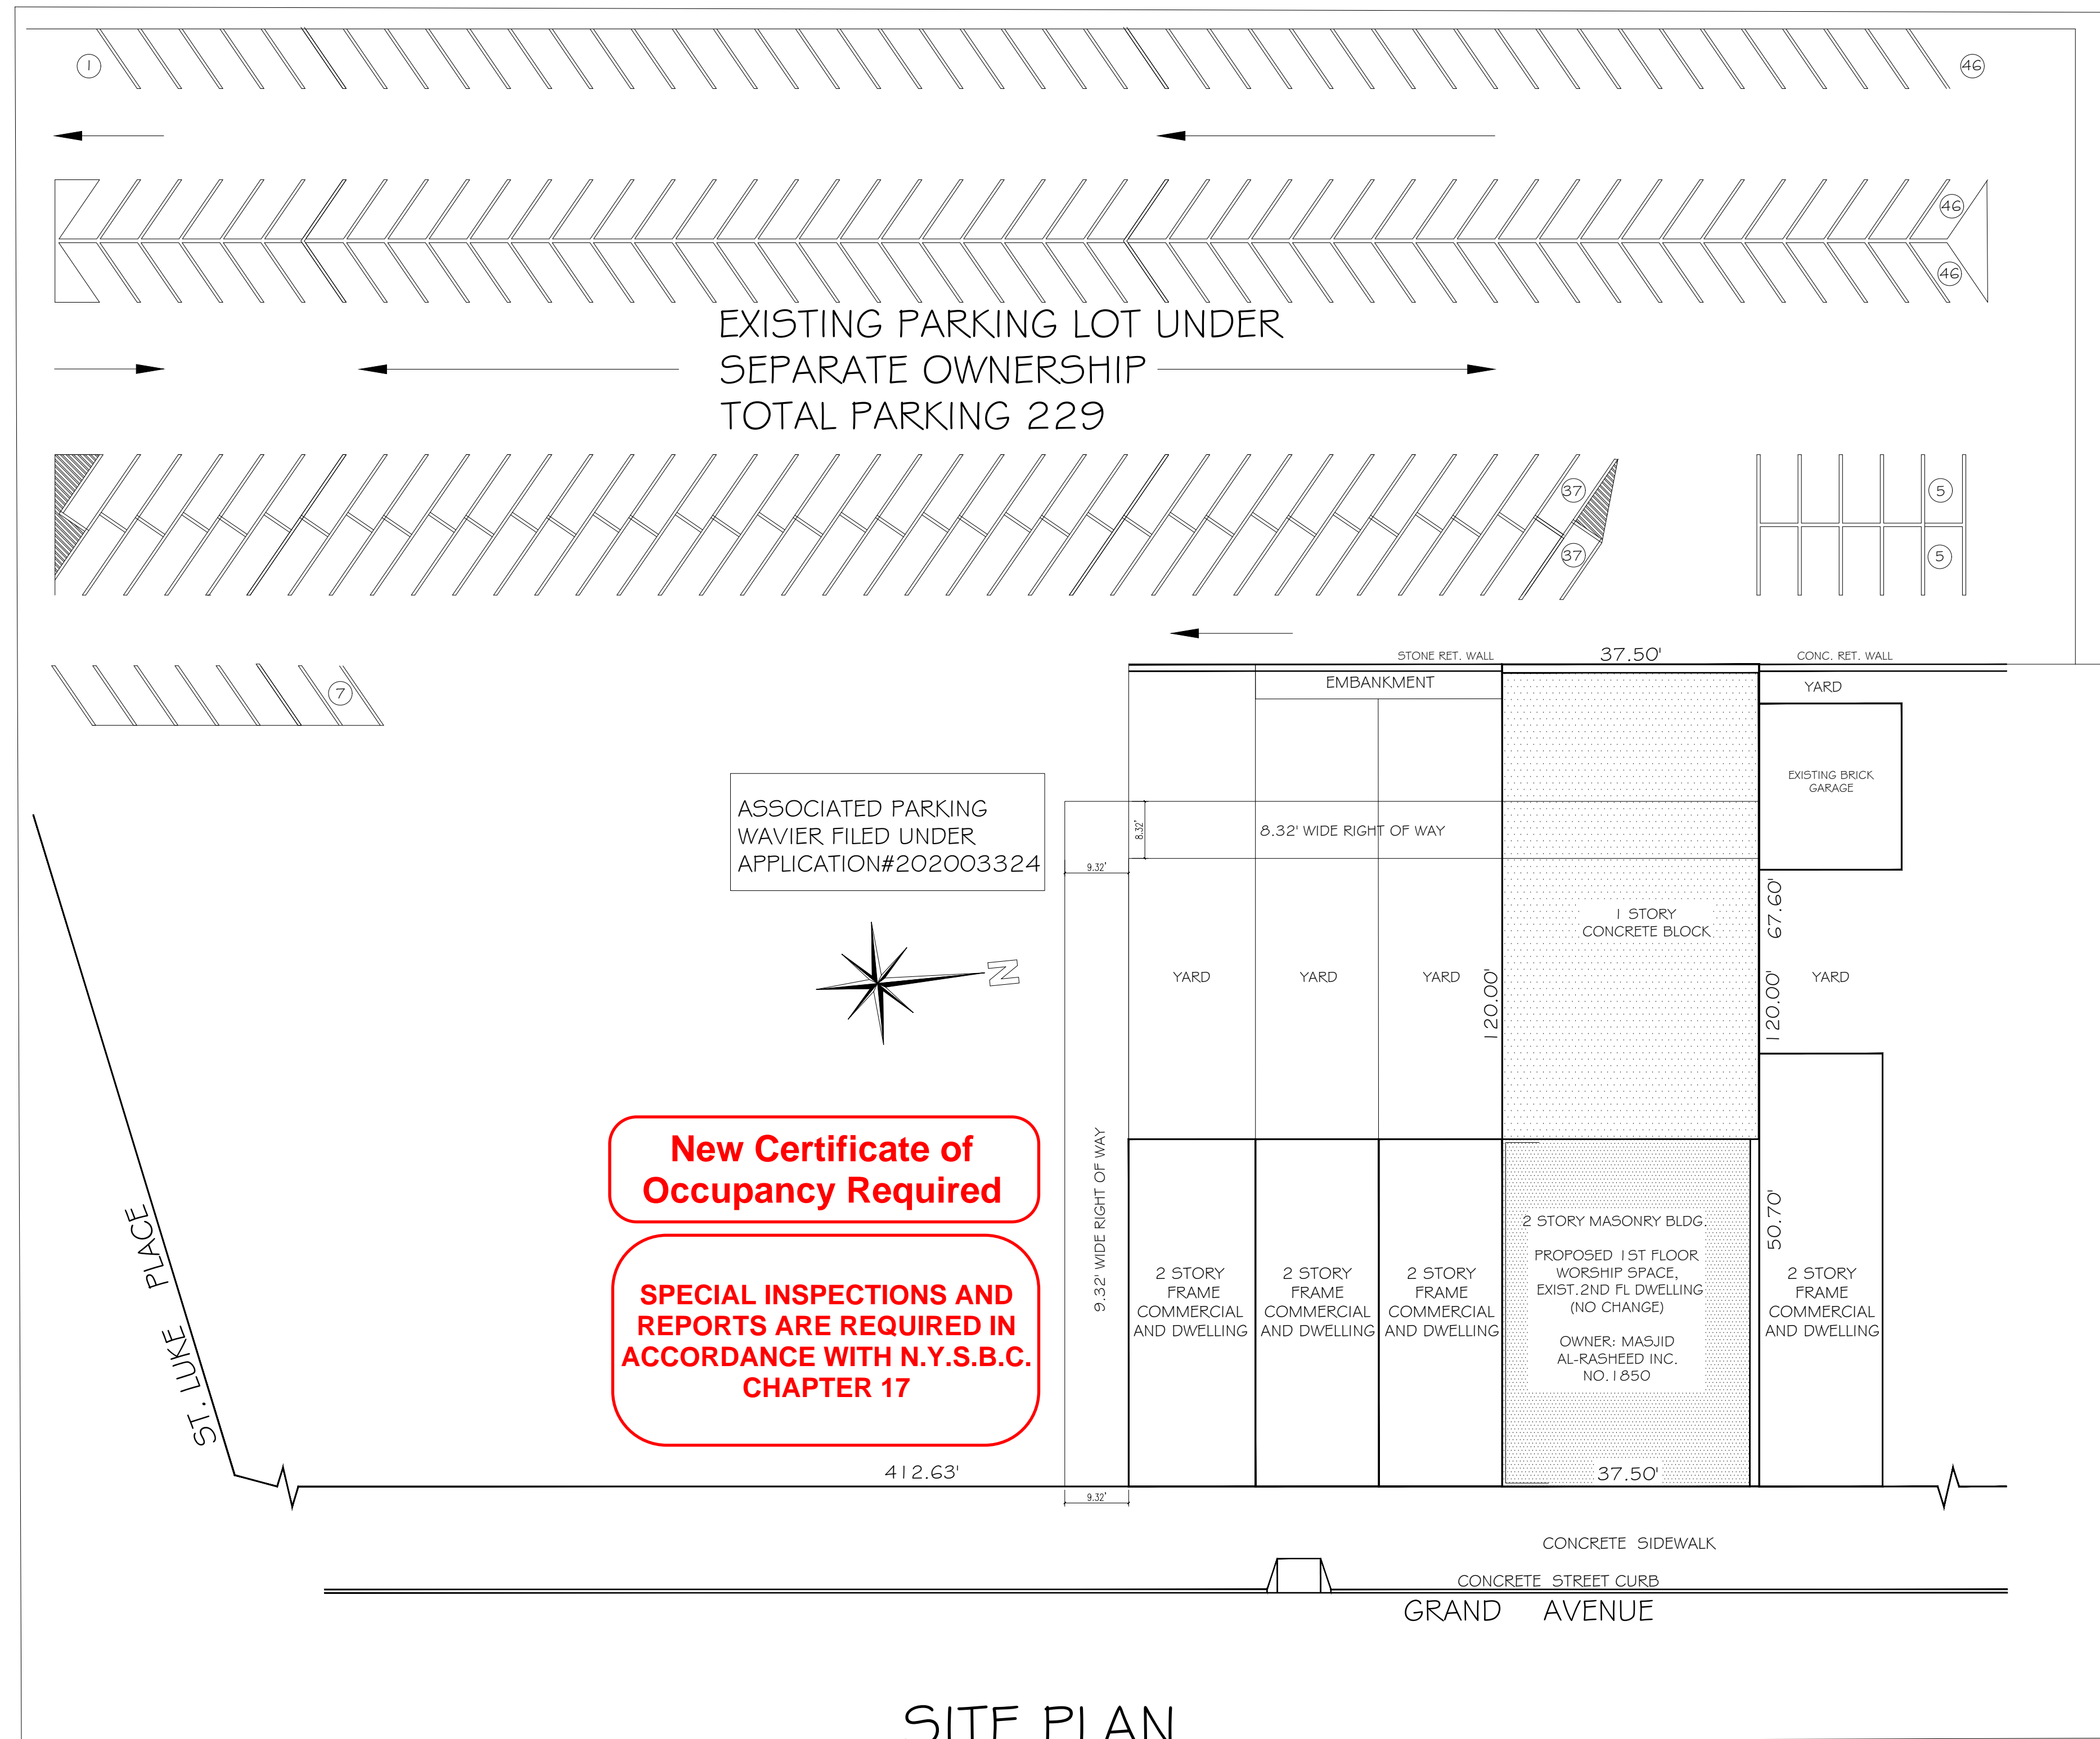 1
46
46
46
EXISTING PARKING LOT UNDER
SEPARATE OWNERSHIP
TOTAL PARKING 229
37
37
5
5
7
STONE RET. WALL
37.50'
CONC. RET. WALL
EMBANKMENT
YARD
EXISTING BRICK
GARAGE
ASSOCIATED PARKING
WAVIER FILED UNDER
APPLICATION#202003324
8.32'
8.32' WIDE RIGHT OF WAY
9.32'
1 STORY
CONCRETE BLOCK
67.60'
N
YARD
YARD
YARD
120.00'
120.00'
YARD
New Certificate of
Occupancy Required
SPECIAL INSPECTIONS AND
REPORTS ARE REQUIRED IN
ACCORDANCE WITH N.Y.S.B.C.
CHAPTER 17
9.32' WIDE RIGHT OF WAY
2 STORY
FRAME
COMMERCIAL
AND DWELLING
2 STORY
FRAME
COMMERCIAL
AND DWELLING
2 STORY
FRAME
COMMERCIAL
AND DWELLING
2 STORY MASONRY BLDG.
PROPOSED 1ST FLOOR
WORSHIP SPACE,
EXIST.2ND FL DWELLING
(NO CHANGE)
OWNER: MASJID
AL-RASHEED INC.
NO.1850
50.70'
2 STORY
FRAME
COMMERCIAL
AND DWELLING
ST. LUKE PLACE
412.63'
37.50'
9.32'
CONCRETE SIDEWALK
CONCRETE STREET CURB
GRAND AVENUE
SITE PLAN